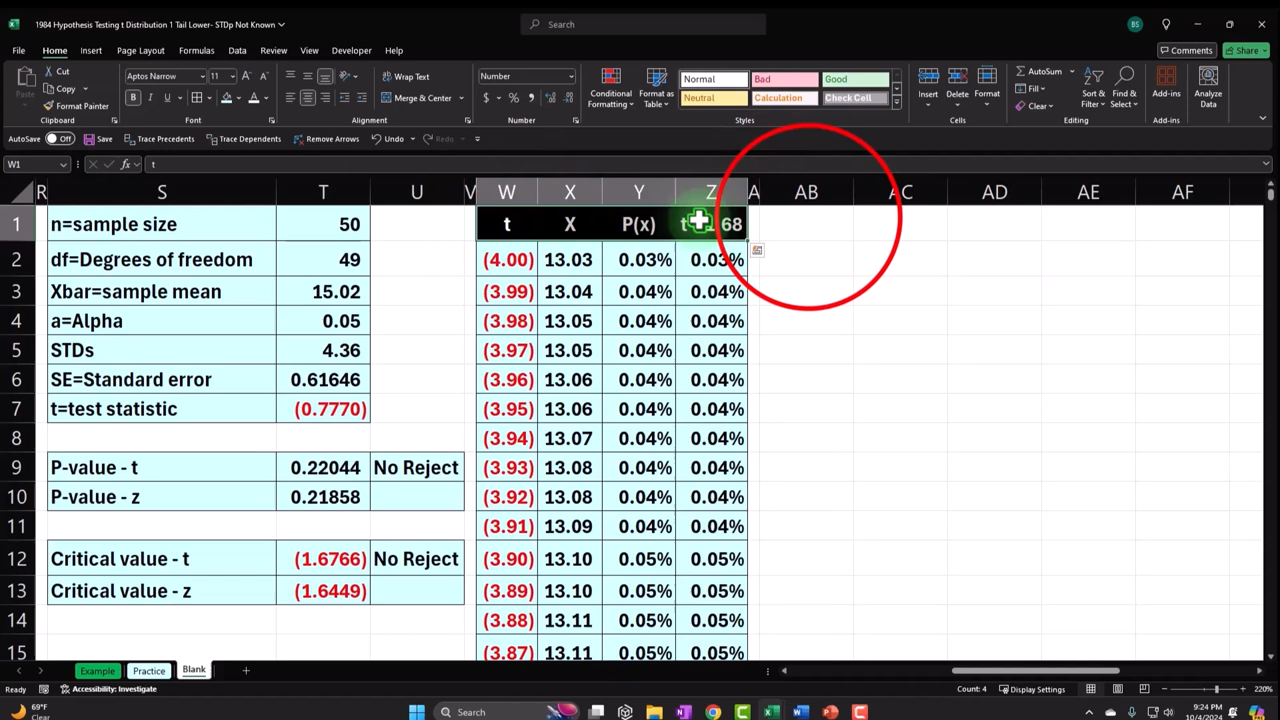 1984 Hypothesis Testing t Distribution 1 Tail Lower- STDp Not Known
Search
BS
File Home Insert Page Layout Formulas Data Review View Developer Help
Comments Share
Paste
Cut
Copy
Format Painter
Clipboard
Aptos Narrow 11
B I U
Font
Wrap Text
Merge & Center
Alignment
Number
$ %
Number
Conditional Formatting
Format as Table
Normal Bad Good
Neutral Calculation Check Cell
Styles
Insert Delete Format
Cells
AutoSum
Fill
Clear
Sort & Filter
Find & Select
Editing
Add-ins
Add-ins
Analyze Data
AutoSave Off Save Trace Precedents Trace Dependents Remove Arrows Undo Redo
W1 fx t
R S T U V W X Y Z A AB AC AD AE AF
1 n=sample size 50 t X P(x) t 68
2 df=Degrees of freedom 49 (4.00) 13.03 0.03% 0.03%
3 Xbar=sample mean 15.02 (3.99) 13.04 0.04% 0.04%
4 a=Alpha 0.05 (3.98) 13.05 0.04% 0.04%
5 STDs 4.36 (3.97) 13.05 0.04% 0.04%
6 SE=Standard error 0.61646 (3.96) 13.06 0.04% 0.04%
7 t=test statistic (0.7770) (3.95) 13.06 0.04% 0.04%
8 (3.94) 13.07 0.04% 0.04%
9 P-value - t 0.22044 No Reject (3.93) 13.08 0.04% 0.04%
10 P-value - z 0.21858 (3.92) 13.08 0.04% 0.04%
11 (3.91) 13.09 0.04% 0.04%
12 Critical value - t (1.6766) No Reject (3.90) 13.10 0.05% 0.05%
13 Critical value - z (1.6449) (3.89) 13.10 0.05% 0.05%
14 (3.88) 13.11 0.05% 0.05%
15 (3.87) 13.11 0.05% 0.05%
Example Practice Blank
Ready Accessibility: Investigate Count: 4 Display Settings 220%
69°F
Clear
Search
9:24 PM
10/4/2024